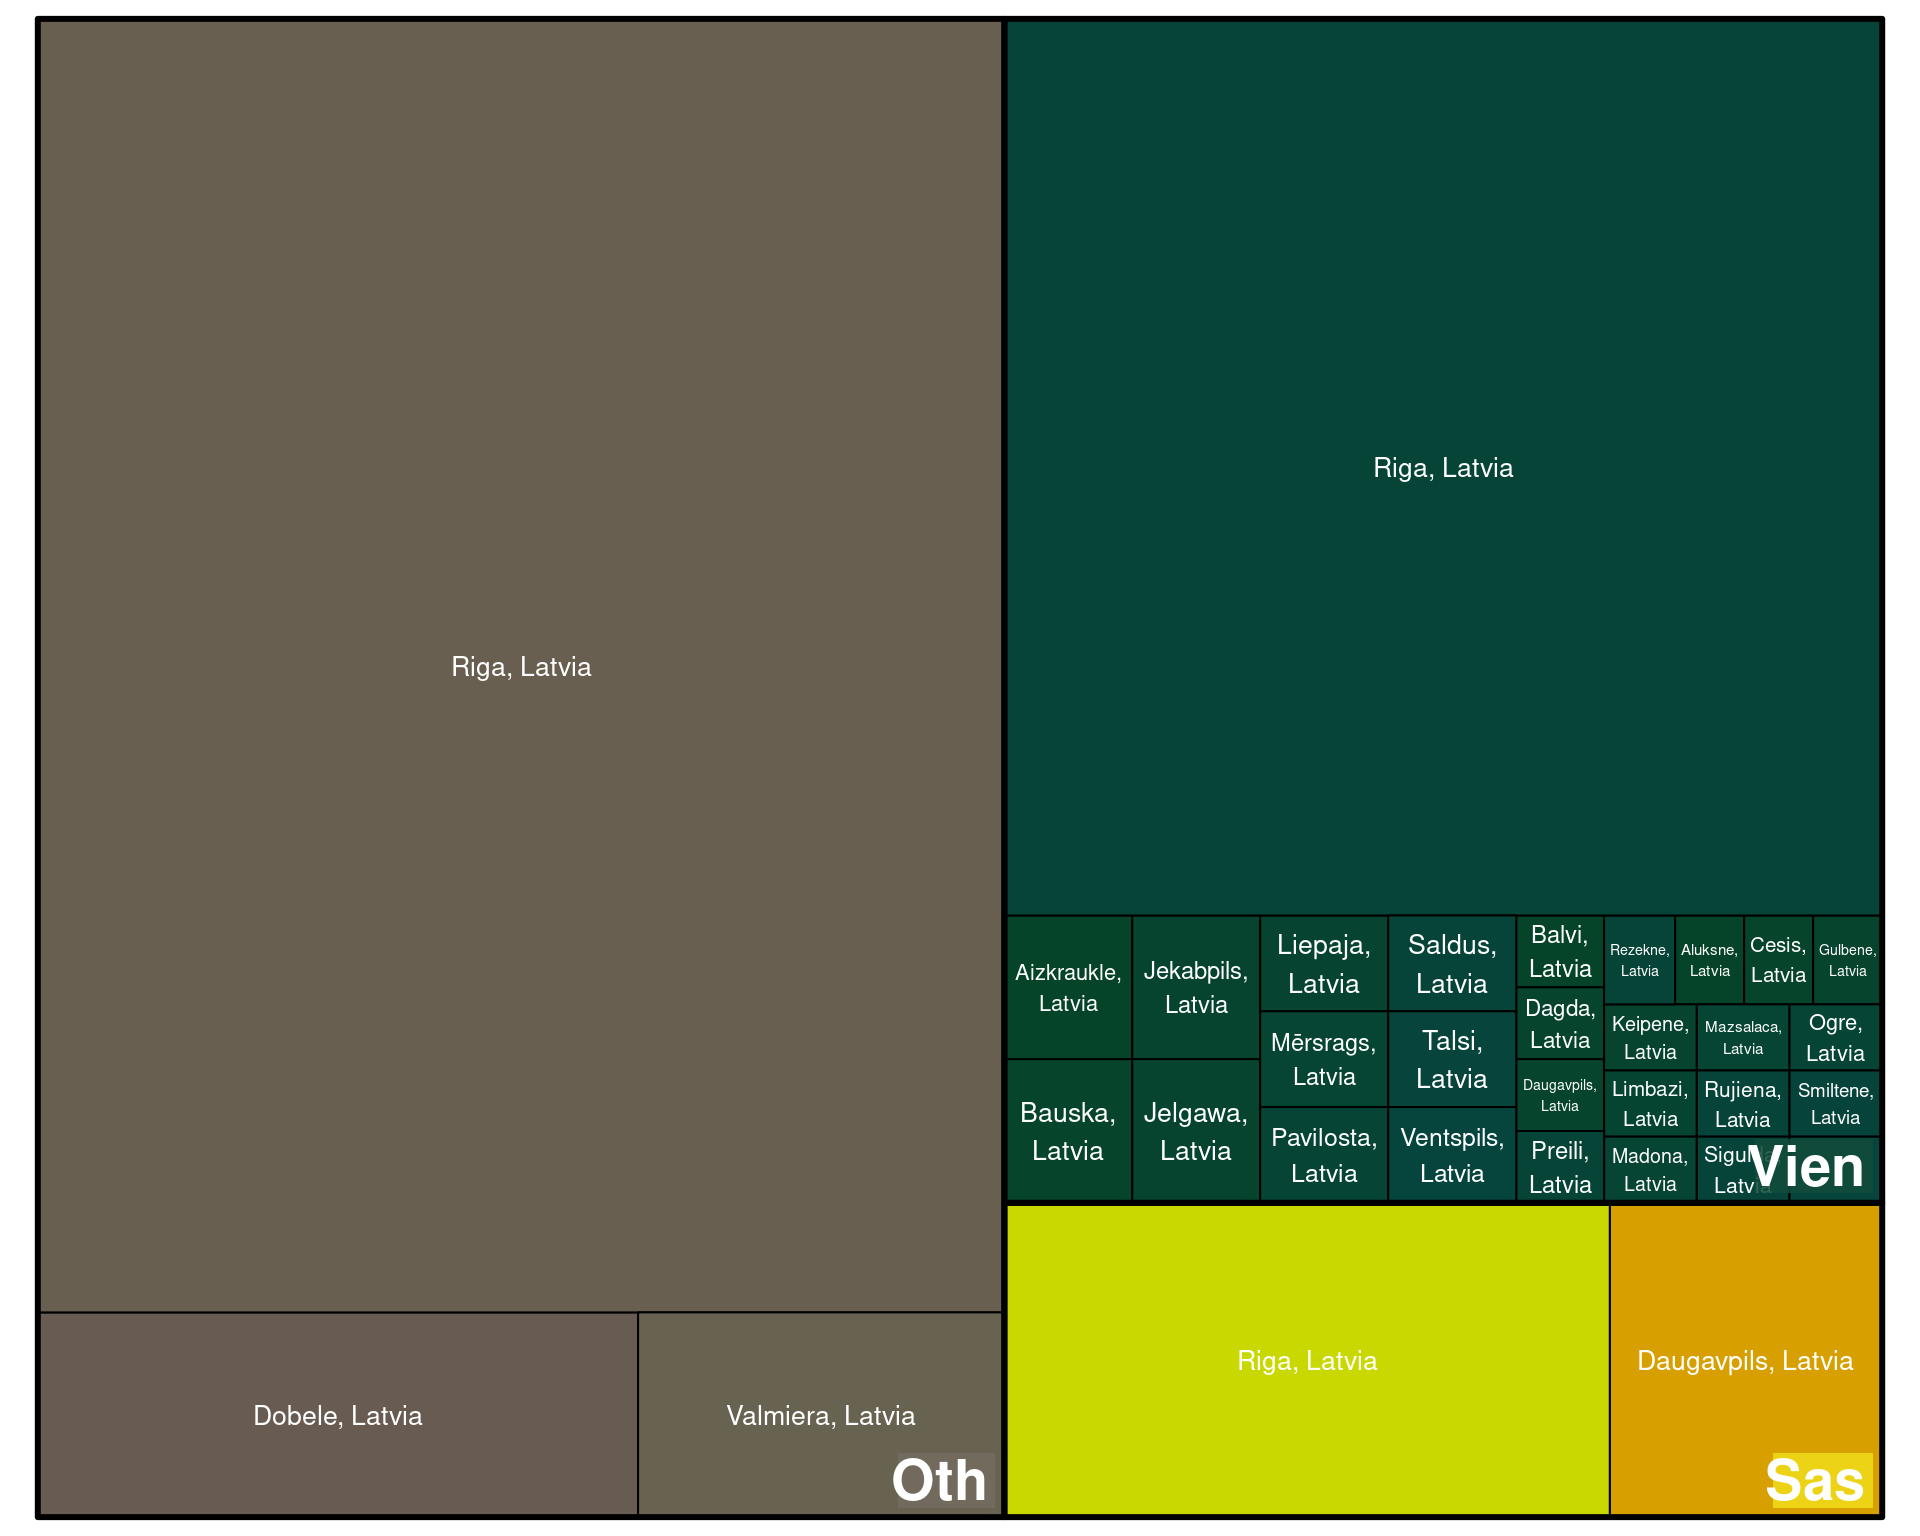 Riga, Latvia
Dobele, Latvia
Valmiera, Latvia
Oth
Riga, Latvia
Aizkraukle,
Latvia
Bauska,
Latvia
Jekabpils,
Latvia
Jelgawa,
Latvia
Liepaja,
Latvia
Mērsrags,
Latvia
Pavilosta,
Latvia
Saldus,
Latvia
Talsi,
Latvia
Ventspils,
Latvia
Balvi,
Latvia
Dagda,
Latvia
Daugavpils,
Latvia
Preili,
Latvia
Rezekne,
Latvia
Aluksne,
Latvia
Cesis,
Latvia
Gulbene,
Latvia
Keipene,
Latvia
Mazsalaca,
Latvia
Ogre,
Latvia
Limbazi,
Latvia
Rujiena,
Latvia
Smiltene,
Latvia
Madona,
Latvia
Latvia
Vien
Riga, Latvia
Daugavpils, Latvia
Sas